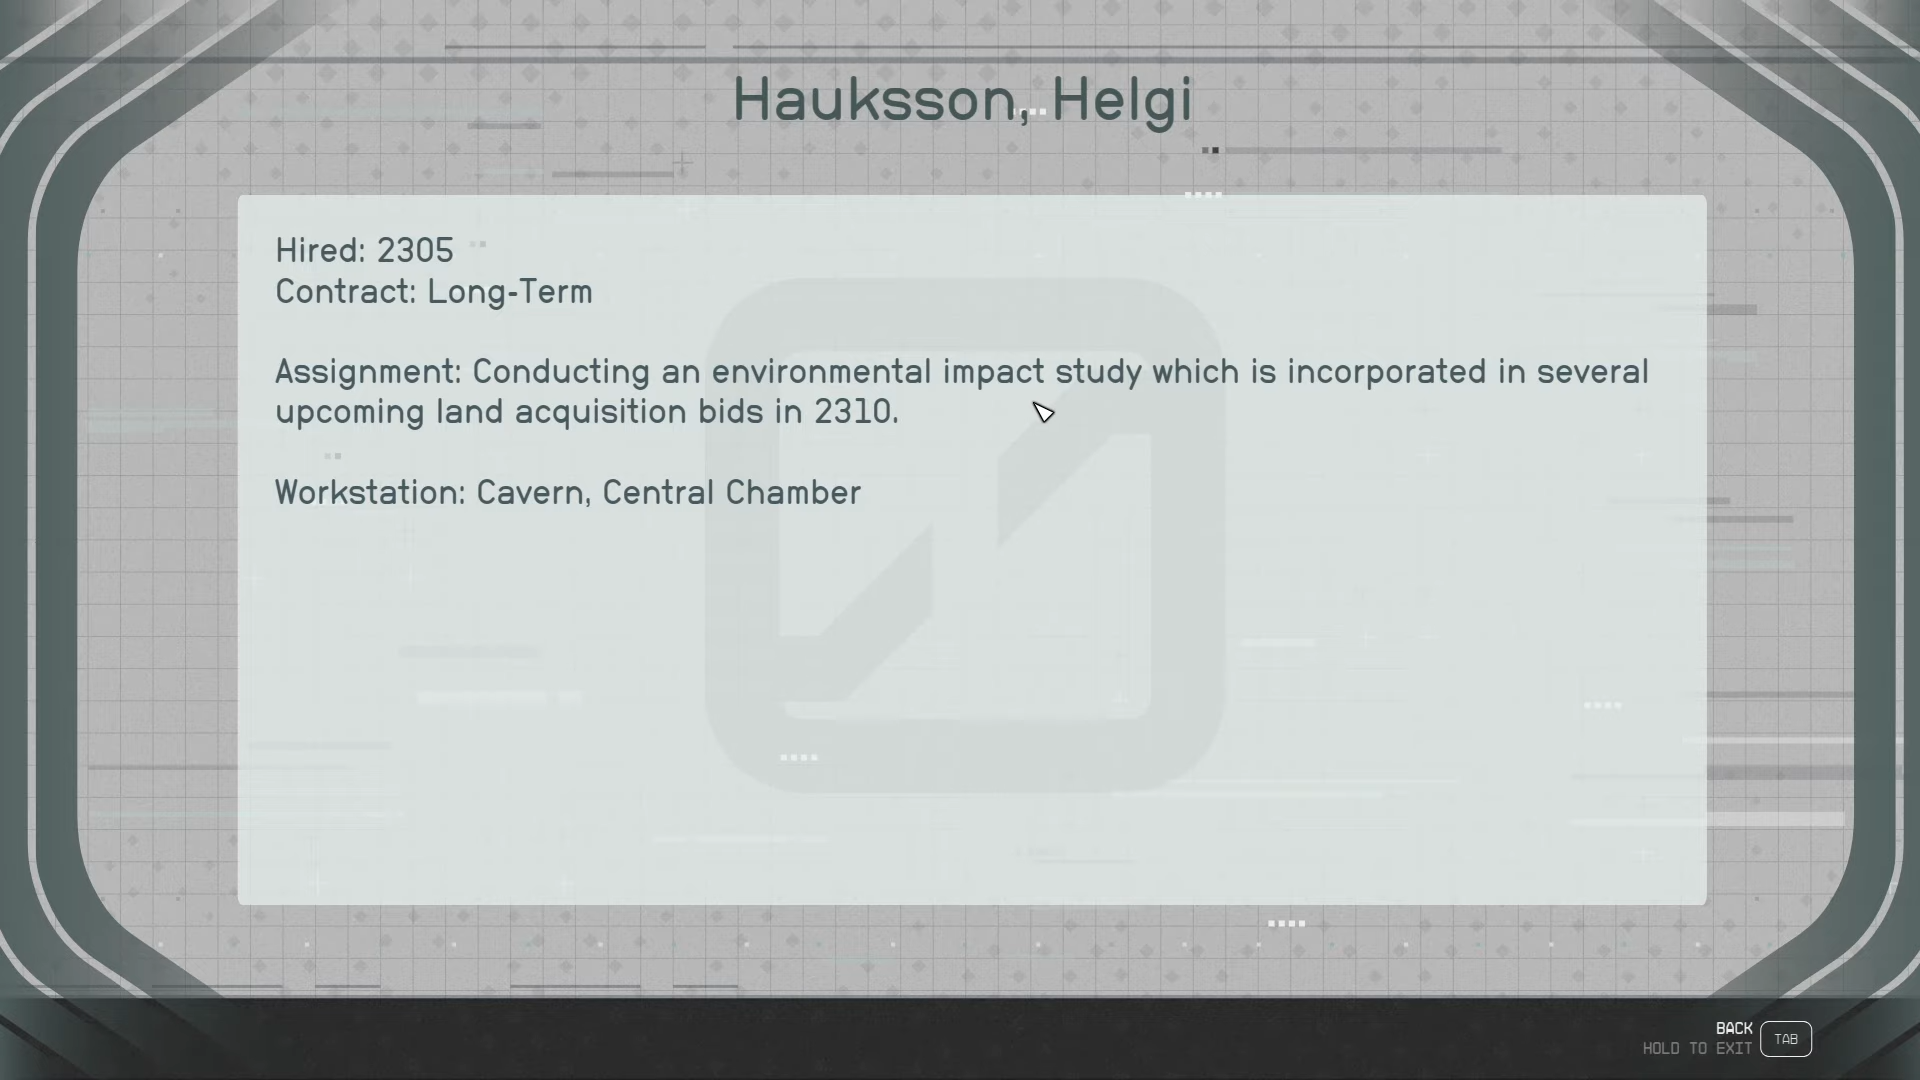 Hauksson, Helgi
Hired: 2305
Contract: Long-Term
Assignment: Conducting an environmental impact study which is incorporated in several
upcoming land acquisition bids in 2310.
Workstation: Cavern, Central Chamber
BACK
HOLD TO EXIT
TAB